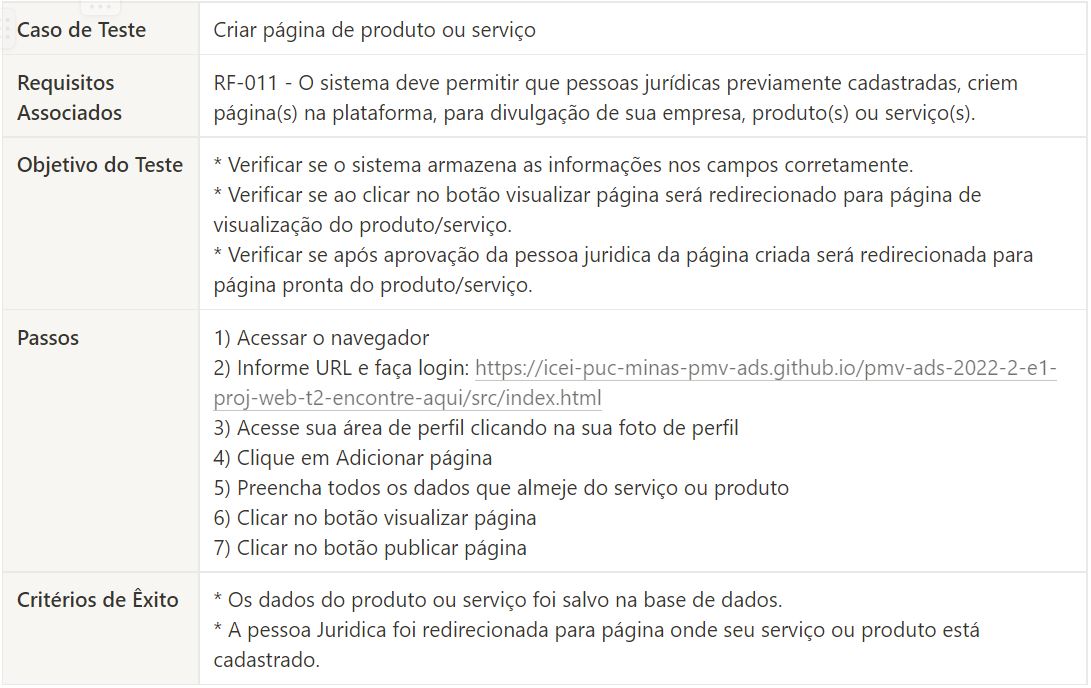 Caso de Teste
Criar página de produto ou serviço
Requisitos
Associados
RF-011 - O sistema deve permitir que pessoas jurídicas previamente cadastradas, criem
página(s) na plataforma, para divulgação de sua empresa, produto(s) ou serviço(s).
Objetivo do Teste
* Verificar se o sistema armazena as informações nos campos corretamente.
* Verificar se ao clicar no botão visualizar página será redirecionado para página de
visualização do produto/serviço.
* Verificar se após aprovação da pessoa juridica da página criada será redirecionada para
página pronta do produto/serviço.
Passos
1) Acessar o navegador
2) Informe URL e faça login: https://icei-puc-minas-pmv-ads.github.io/pmv-ads-2022-2-e1-
proj-web-t2-encontre-aqui/src/index.html
3) Acesse sua área de perfil clicando na sua foto de perfil
4) Clique em Adicionar página
5) Preencha todos os dados que almeje do serviço ou produto
6) Clicar no botão visualizar página
7) Clicar no botão publicar página
Critérios de Êxito
* Os dados do produto ou serviço foi salvo na base de dados.
* A pessoa Juridica foi redirecionada para página onde seu serviço ou produto está
cadastrado.